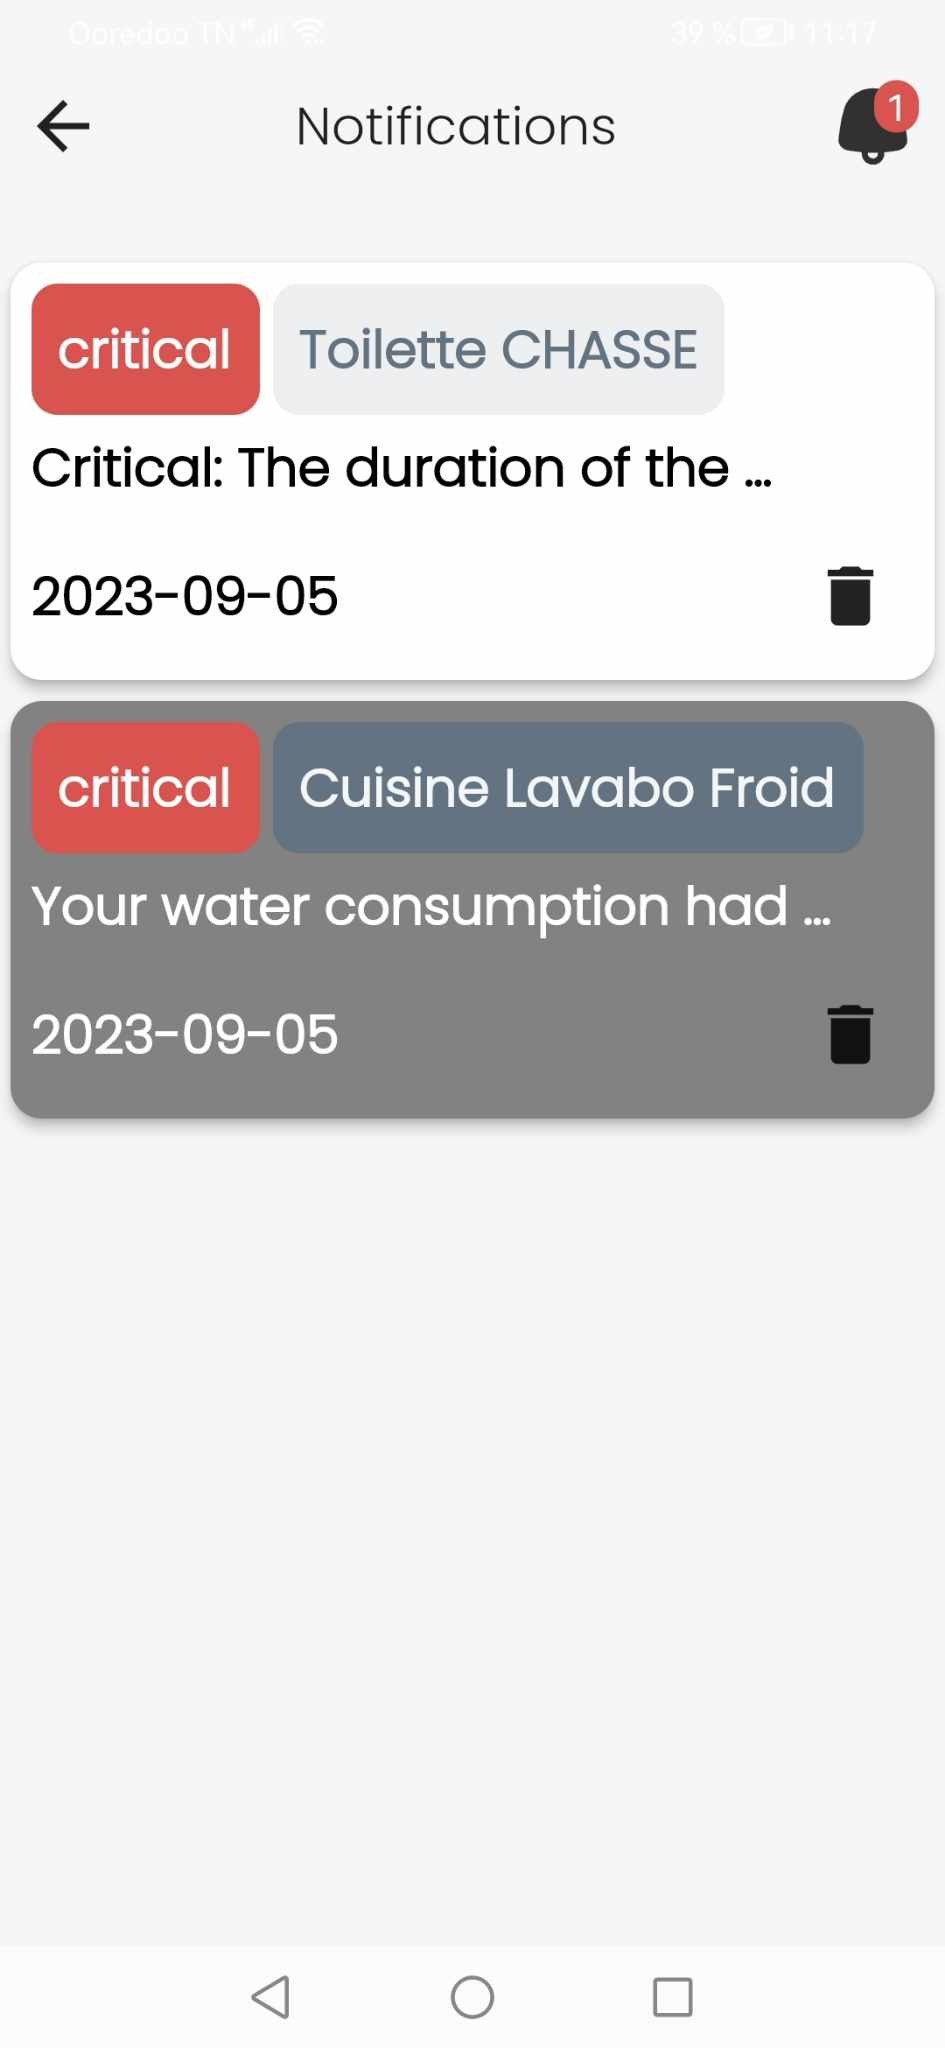 Ooredoo TN 39 % 11:17
Notifications 1
critical Toilette CHASSE
Critical: The duration of the ...
2023-09-05
critical Cuisine Lavabo Froid
Your water consumption had ...
2023-09-05